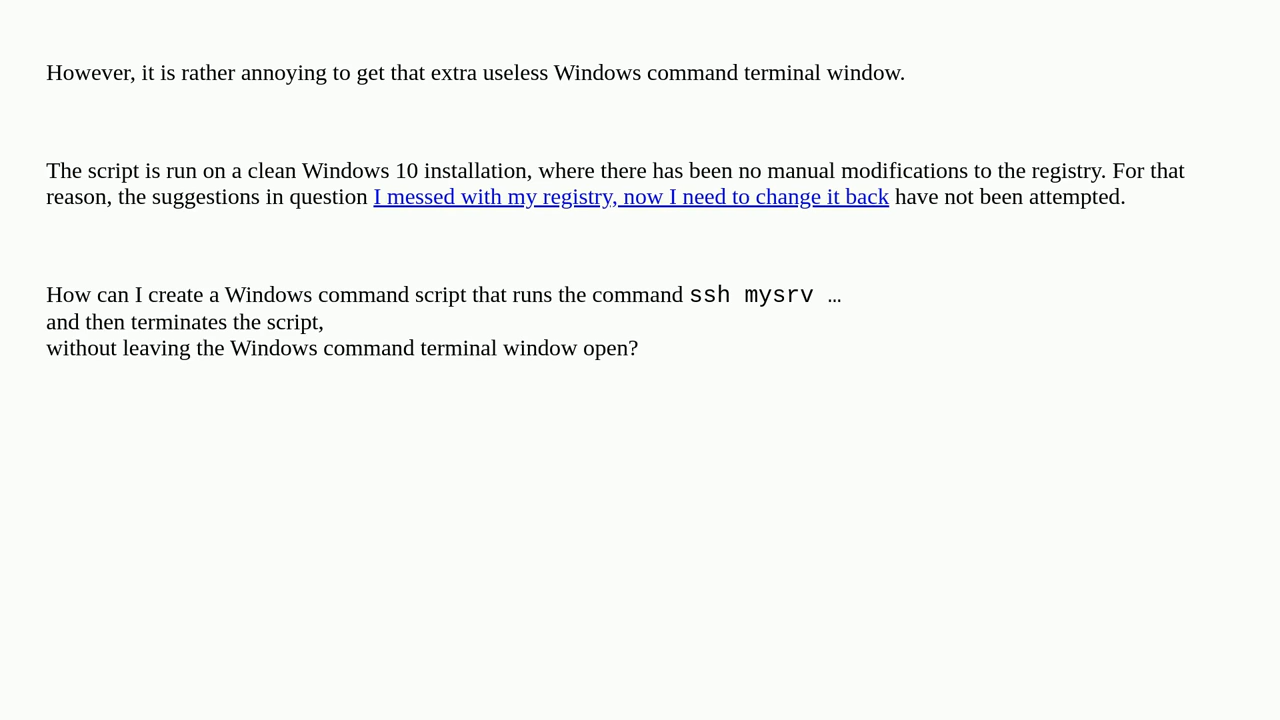 However, it is rather annoying to get that extra useless Windows command terminal window.
The script is run on a clean Windows 10 installation, where there has been no manual modifications to the registry. For that
reason, the suggestions in question I messed with my registry, now I need to change it back have not been attempted.
How can I create a Windows command script that runs the command ssh mysrv …
and then terminates the script,
without leaving the Windows command terminal window open?